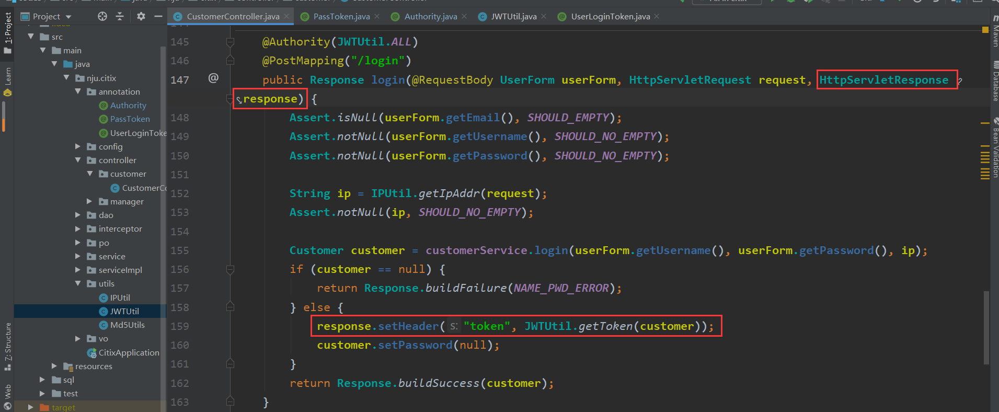 Project
CustomerController.java
PassToken.java
Authority.java
JWTUtil.java
UserLoginToken.java
1: Project
Learn
Z: Structure
Web
src
main
java
nju.citix
annotation
Authority
PassToken
UserLoginToke
config
controller
customer
CustomerCo
manager
dao
interceptor
po
service
serviceImpl
utils
IPUtil
JWTUtil
Md5Utils
vo
CitixApplication
resources
sql
test
target
145 @Authority(JWTUtil.ALL)
146 @PostMapping("/login")
147 @ public Response login(@RequestBody UserForm userForm, HttpServletRequest request, HttpServletResponse
response) {
148 Assert.isNull(userForm.getEmail(), SHOULD_EMPTY);
149 Assert.notNull(userForm.getUsername(), SHOULD_NO_EMPTY);
150 Assert.notNull(userForm.getPassword(), SHOULD_NO_EMPTY);
151
152 String ip = IPUtil.getIpAddr(request);
153 Assert.notNull(ip, SHOULD_NO_EMPTY);
154
155 Customer customer = customerService.login(userForm.getUsername(), userForm.getPassword(), ip);
156 if (customer == null) {
157 return Response.buildFailure(NAME_PWD_ERROR);
158 } else {
159 response.setHeader( s: "token", JWTUtil.getToken(customer));
160 customer.setPassword(null);
161 }
162 return Response.buildSuccess(customer);
163 }
Maven
Database
Bean Validation